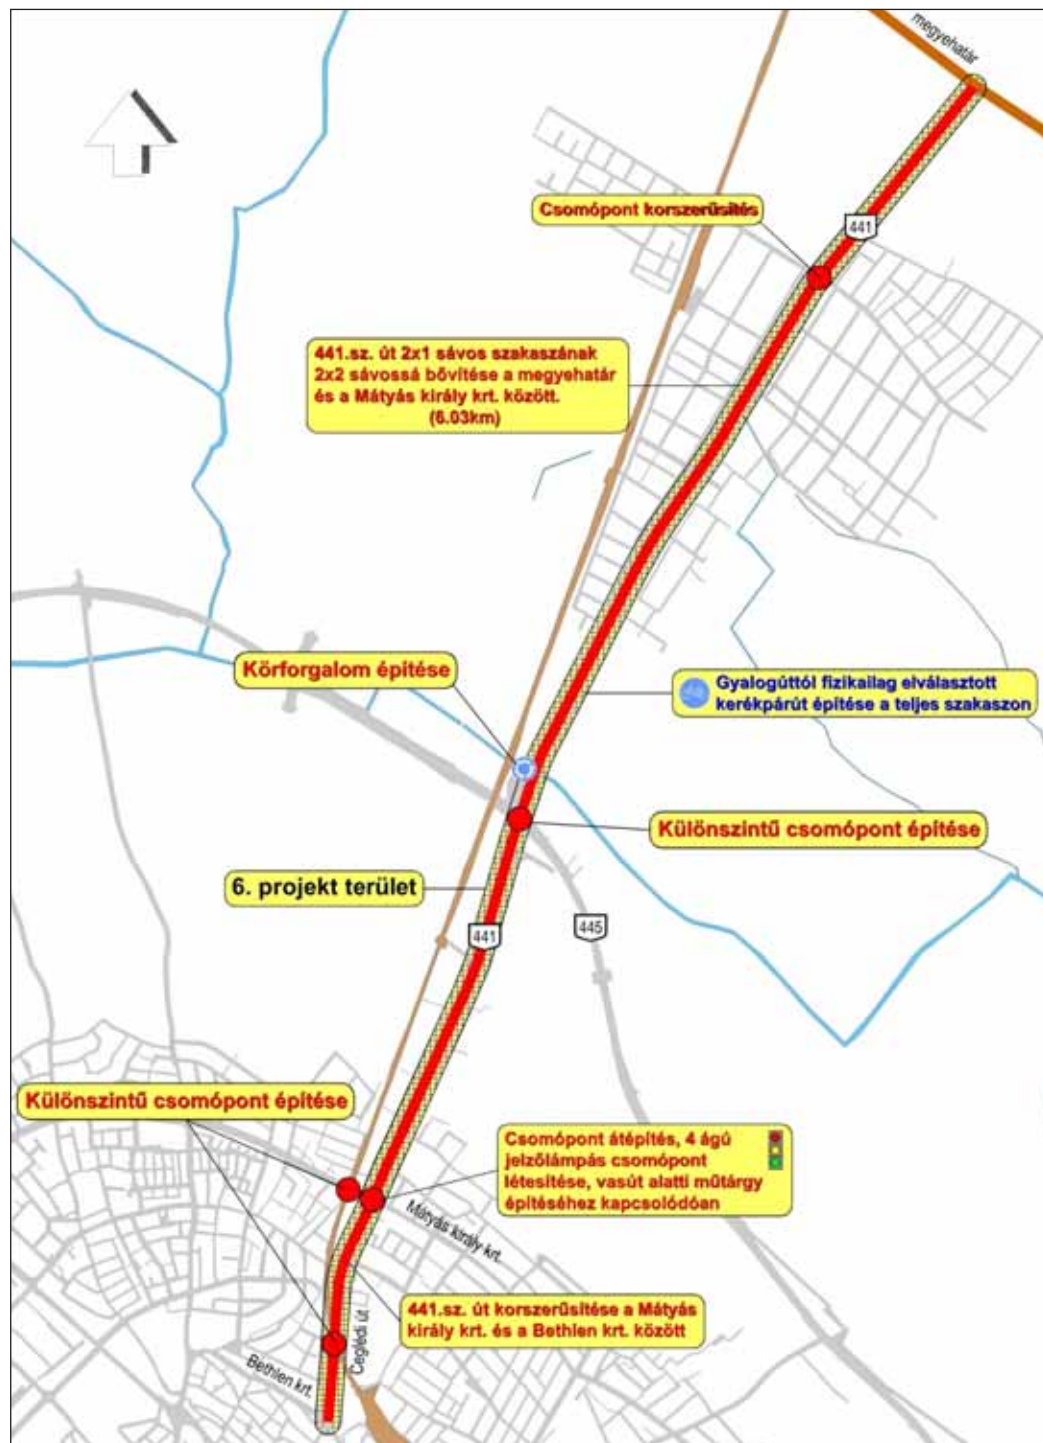 megyehatár
Csomópont korszerűsítés
441
441.sz. út 2x1 sávos szakaszának
2x2 sávossá bővítése a megyehatár
és a Mátyás király krt. között.
(6.03km)
Körforgalom építése
Gyalogúttól fizikailag elválasztott
kerékpárút építése a teljes szakaszon
Különszintű csomópont építése
6. projekt terület
441
445
Különszintű csomópont építése
Csomópont átépítés, 4 ágú
jelzőlámpás csomópont
létesítése, vasút alatti műtárgy
építéséhez kapcsolódóan
Mátyás király krt.
441.sz. út korszerűsítése a Mátyás
király krt. és a Bethlen krt. között
Ceglédi út
Bethlen krt.